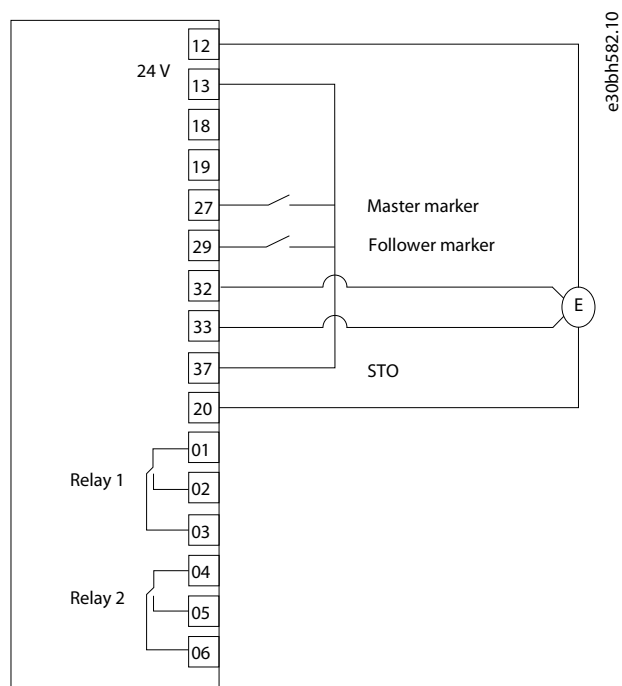 e30bh582.10
12
24 V
13
18
19
27 Master marker
29 Follower marker
32
E
33
37 STO
20
01
Relay 1
02
03
04
Relay 2
05
06